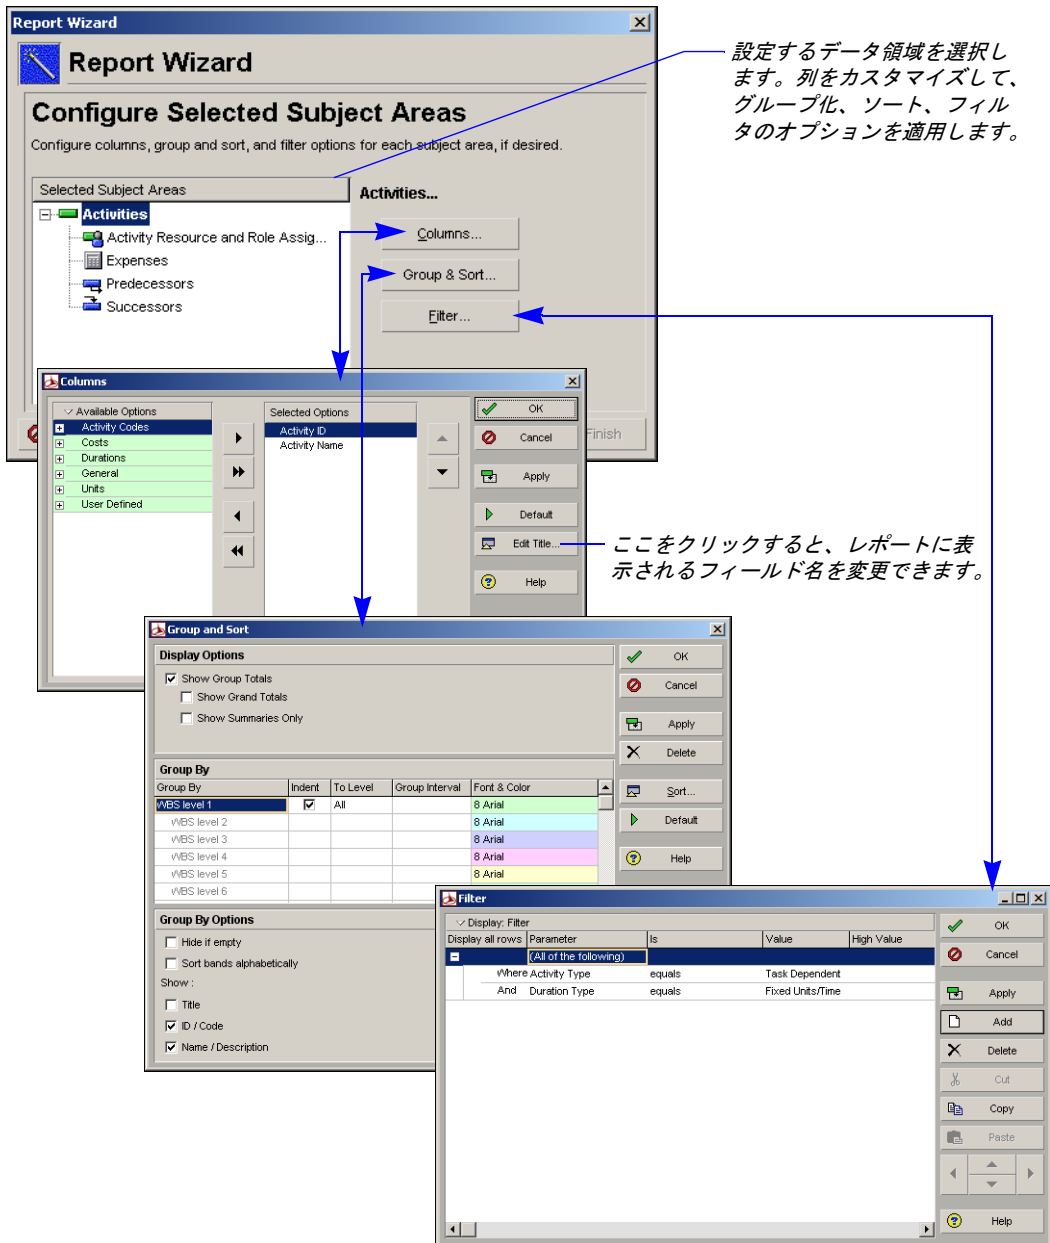 Report Wizard
Report Wizard
Configure Selected Subject Areas
Configure columns, group and sort, and filter options for each subject area, if desired.
Selected Subject Areas
Activities
Activity Resource and Role Assig...
Expenses
Predecessors
Successors
Activities...
Columns...
Group & Sort...
Filter...
Finish
設定するデータ領域を選択し
ます。列をカスタマイズして、
グループ化、ソート、フィル
タのオプションを適用します。
Columns
Available Options
Activity Codes
Costs
Durations
General
Units
User Defined
Selected Options
Activity ID
Activity Name
OK
Cancel
Apply
Default
Edit Title...
Help
ここをクリックすると、レポートに表
示されるフィールド名を変更できます。
Group and Sort
Display Options
Show Group Totals
Show Grand Totals
Show Summaries Only
Group By
Group By Indent To Level Group Interval Font & Color
WBS level 1 All 8 Arial
WBS level 2 8 Arial
WBS level 3 8 Arial
WBS level 4 8 Arial
WBS level 5 8 Arial
WBS level 6
Group By Options
Hide if empty
Sort bands alphabetically
Show :
Title
ID / Code
Name / Description
OK
Cancel
Apply
Delete
Sort...
Default
Help
Filter
Display: Filter
Display all rows Parameter Is Value High Value
(All of the following)
Where Activity Type equals Task Dependent
And Duration Type equals Fixed Units/Time
OK
Cancel
Apply
Add
Delete
Cut
Copy
Paste
Help